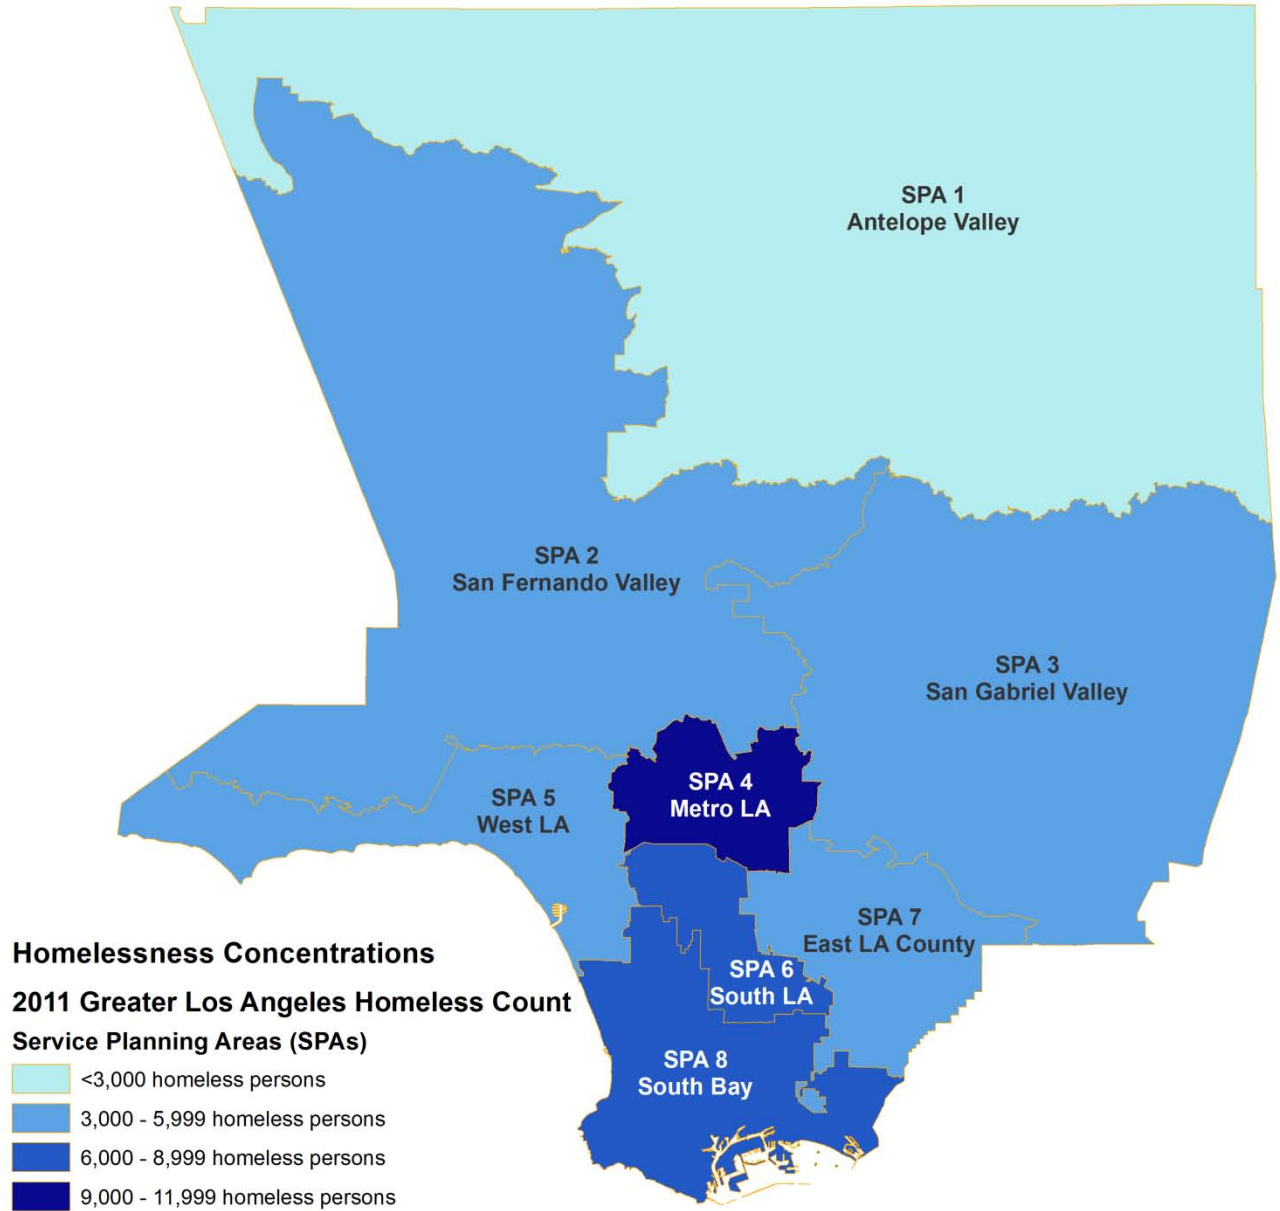 SPA 1
Antelope Valley
SPA 2
San Fernando Valley
SPA 3
San Gabriel Valley
SPA 4
Metro LA
SPA 5
West LA
SPA 7
East LA County
SPA 6
South LA
SPA 8
South Bay
Homelessness Concentrations
2011 Greater Los Angeles Homeless Count
Service Planning Areas (SPAs)
<3,000 homeless persons
3,000 - 5,999 homeless persons
6,000 - 8,999 homeless persons
9,000 - 11,999 homeless persons